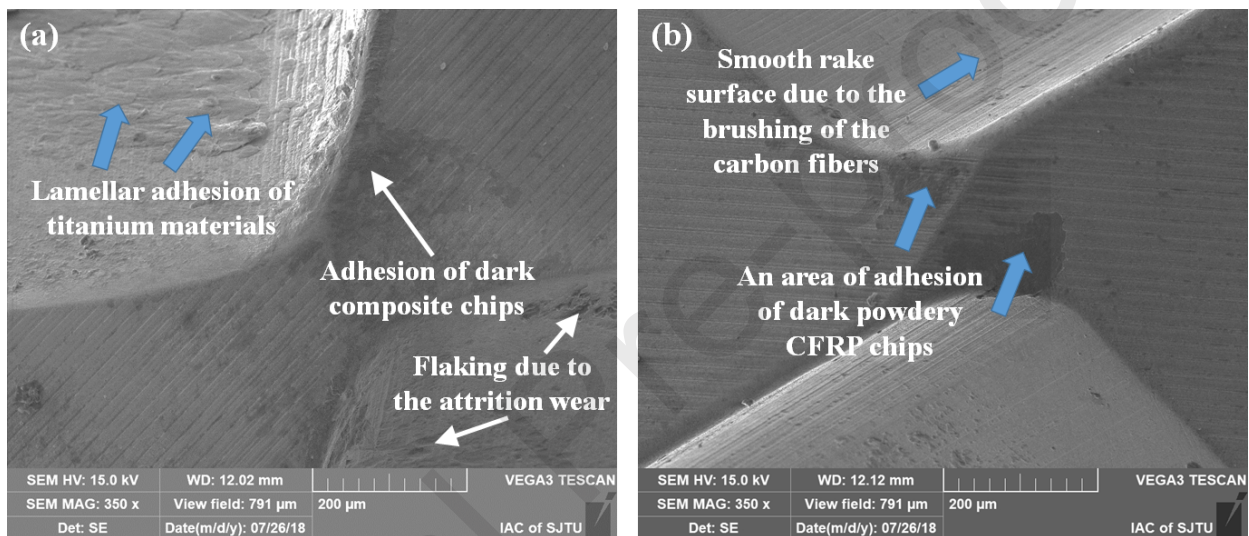 (a)
Lamellar adhesion of
titanium materials
Adhesion of dark
composite chips
Flaking due to
the attrition wear
SEM HV: 15.0 kV
WD: 12.02 mm
VEGA3 TESCAN
SEM MAG: 350 x
View field: 791 µm
200 µm
Det: SE
Date(m/d/y): 07/26/18
IAC of SJTU
(b)
Smooth rake
surface due to the
brushing of the
carbon fibers
An area of adhesion
of dark powdery
CFRP chips
SEM HV: 15.0 kV
WD: 12.12 mm
VEGA3 TESCAN
SEM MAG: 350 x
View field: 791 µm
200 µm
Det: SE
Date(m/d/y): 07/26/18
IAC of SJTU